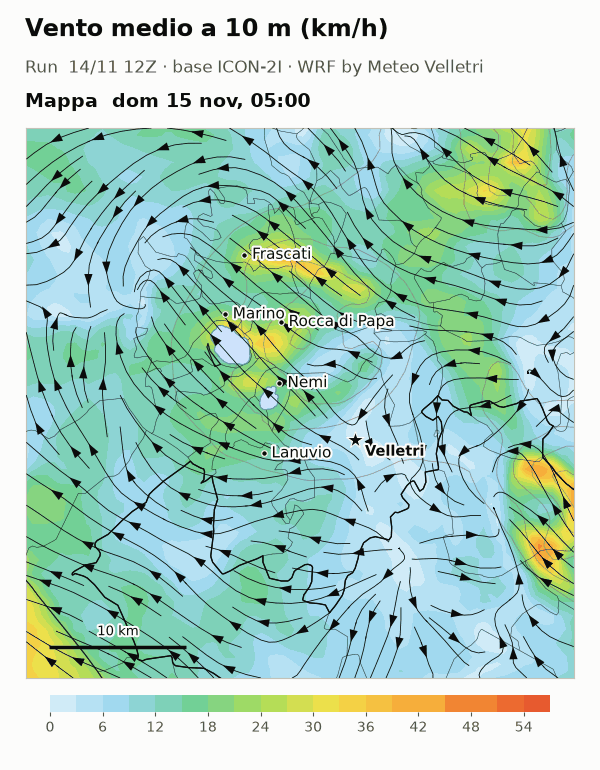 Vento medio a 10 m (km/h)
Run 14/11 12Z · base ICON-2I · WRF by Meteo Velletri
Mappa dom 15 nov, 05:00
Frascati
Marino
Rocca di Papa
Nemi
Velletri
Lanuvio
10 km
0 6 12 18 24 30 36 42 48 54